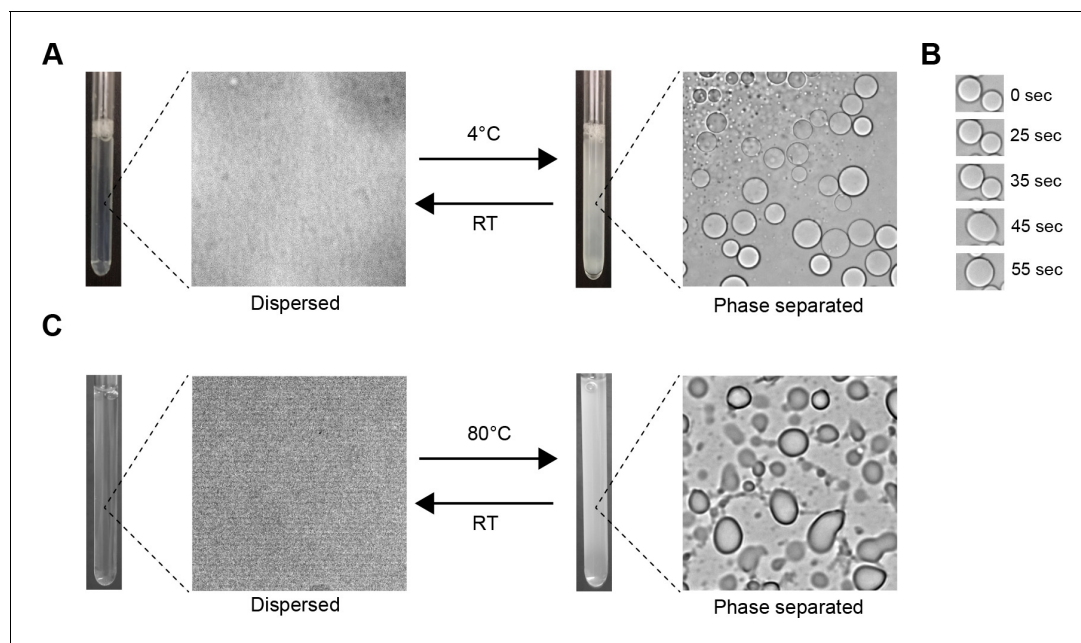 A
B
4°C
RT
Dispersed
Phase separated
0 sec
25 sec
35 sec
45 sec
55 sec
C
80°C
RT
Dispersed
Phase separated